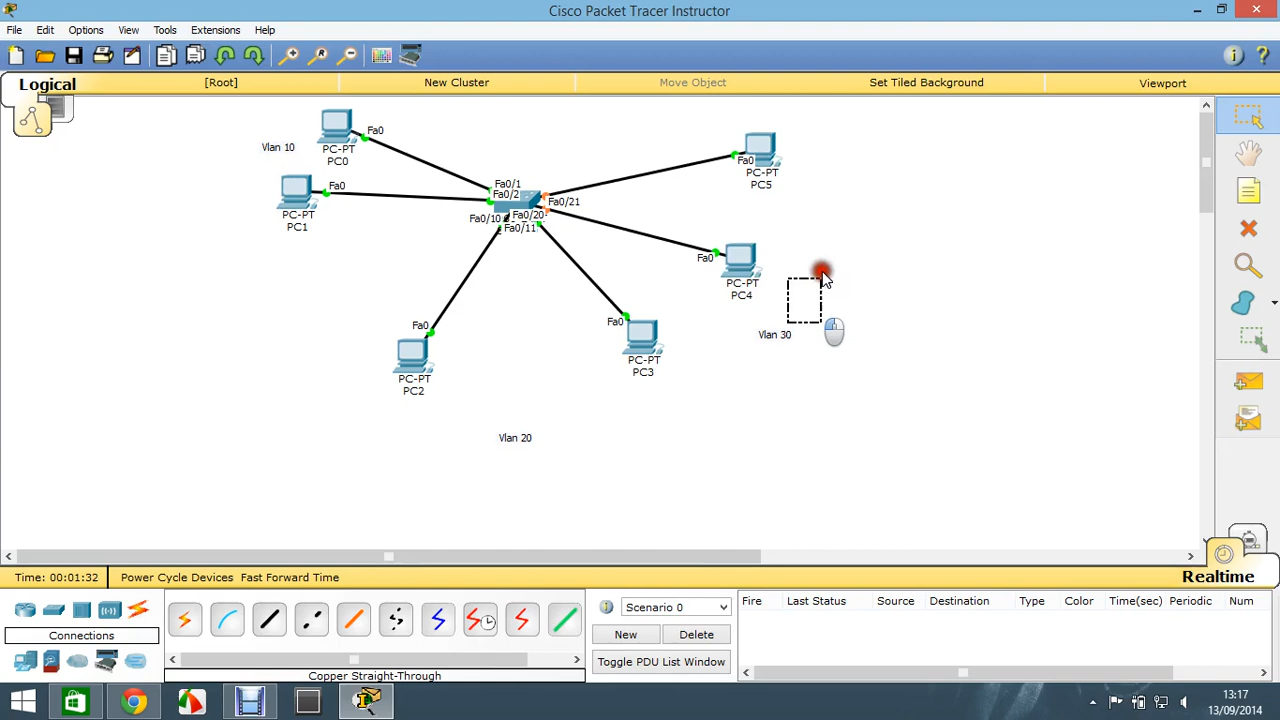 Cisco Packet Tracer Instructor
File Edit Options View Tools Extensions Help
Logical [Root] New Cluster Move Object Set Tiled Background Viewport
Fa0
Vlan 10
PC-PT
PC0
Fa0
PC-PT
PC1
Fa0/1
Fa0/2
Fa0/21
Fa0/10
Fa0/20
Fa0/11
Fa0
PC-PT
PC5
Fa0
PC-PT
PC4
Vlan 30
Fa0
PC-PT
PC3
Fa0
PC-PT
PC2
Vlan 20
Time: 00:01:32 Power Cycle Devices Fast Forward Time
Realtime
Connections
Copper Straight-Through
Scenario 0
New Delete
Toggle PDU List Window
Fire Last Status Source Destination Type Color Time(sec) Periodic Num
13:17
13/09/2014